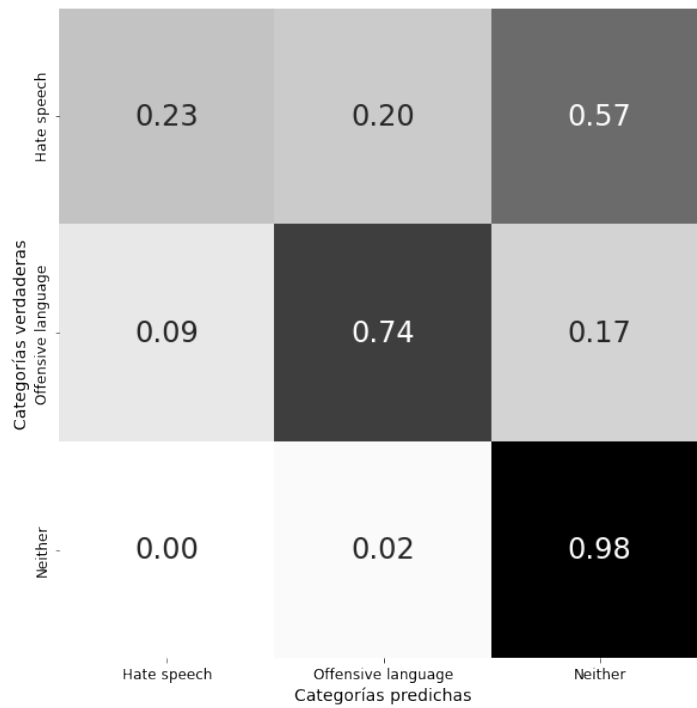 Categorías verdaderas
Hate speech
0.23 0.20 0.57
Offensive language
0.09 0.74 0.17
Neither
0.00 0.02 0.98
Hate speech Offensive language Neither
Categorías predichas